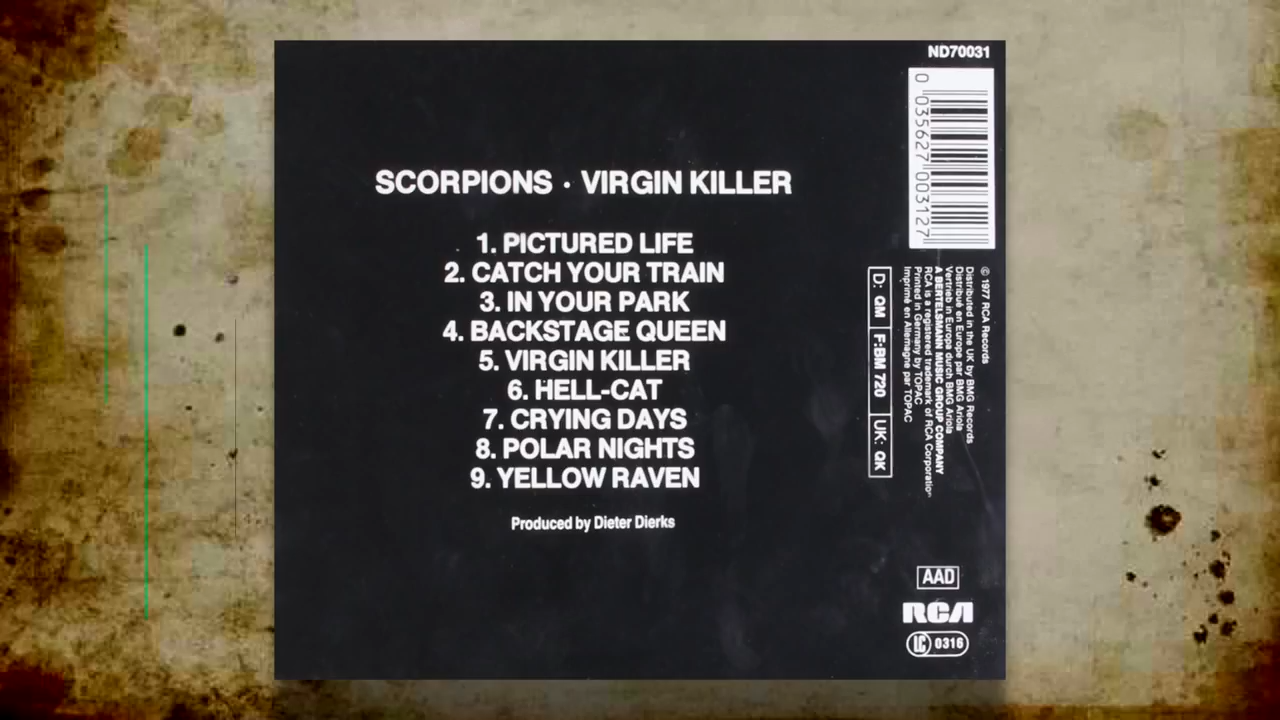 ND70031
0 035627 003127
SCORPIONS · VIRGIN KILLER
1. PICTURED LIFE
2. CATCH YOUR TRAIN
3. IN YOUR PARK
4. BACKSTAGE QUEEN
5. VIRGIN KILLER
6. HELL-CAT
7. CRYING DAYS
8. POLAR NIGHTS
9. YELLOW RAVEN
Produced by Dieter Dierks
© 1977 RCA Records
Distributed in the UK by BMG Records
Distribué en Europe par BMG Ariola
Vertrieb in Europa durch BMG Ariola
A BERTELSMANN MUSIC GROUP COMPANY
RCA is a registered trademark of RCA Corporation
Printed in Germany by TOPAC
Imprimé en Allemagne par TOPAC
D: QM F:BM 720 UK: QK
AAD
RCA
LC 0316